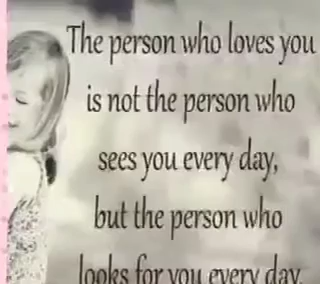 The person who loves you
is not the person who
sees you every day,
but the person who
looks for you every day.